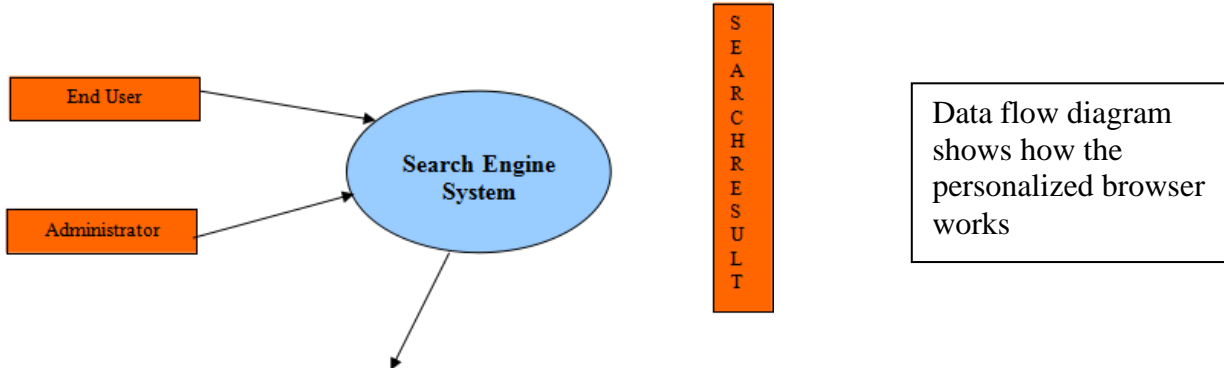 End User
Administrator
Search Engine
System
S
E
A
R
C
H
R
E
S
U
L
T
Data flow diagram
shows how the
personalized browser
works